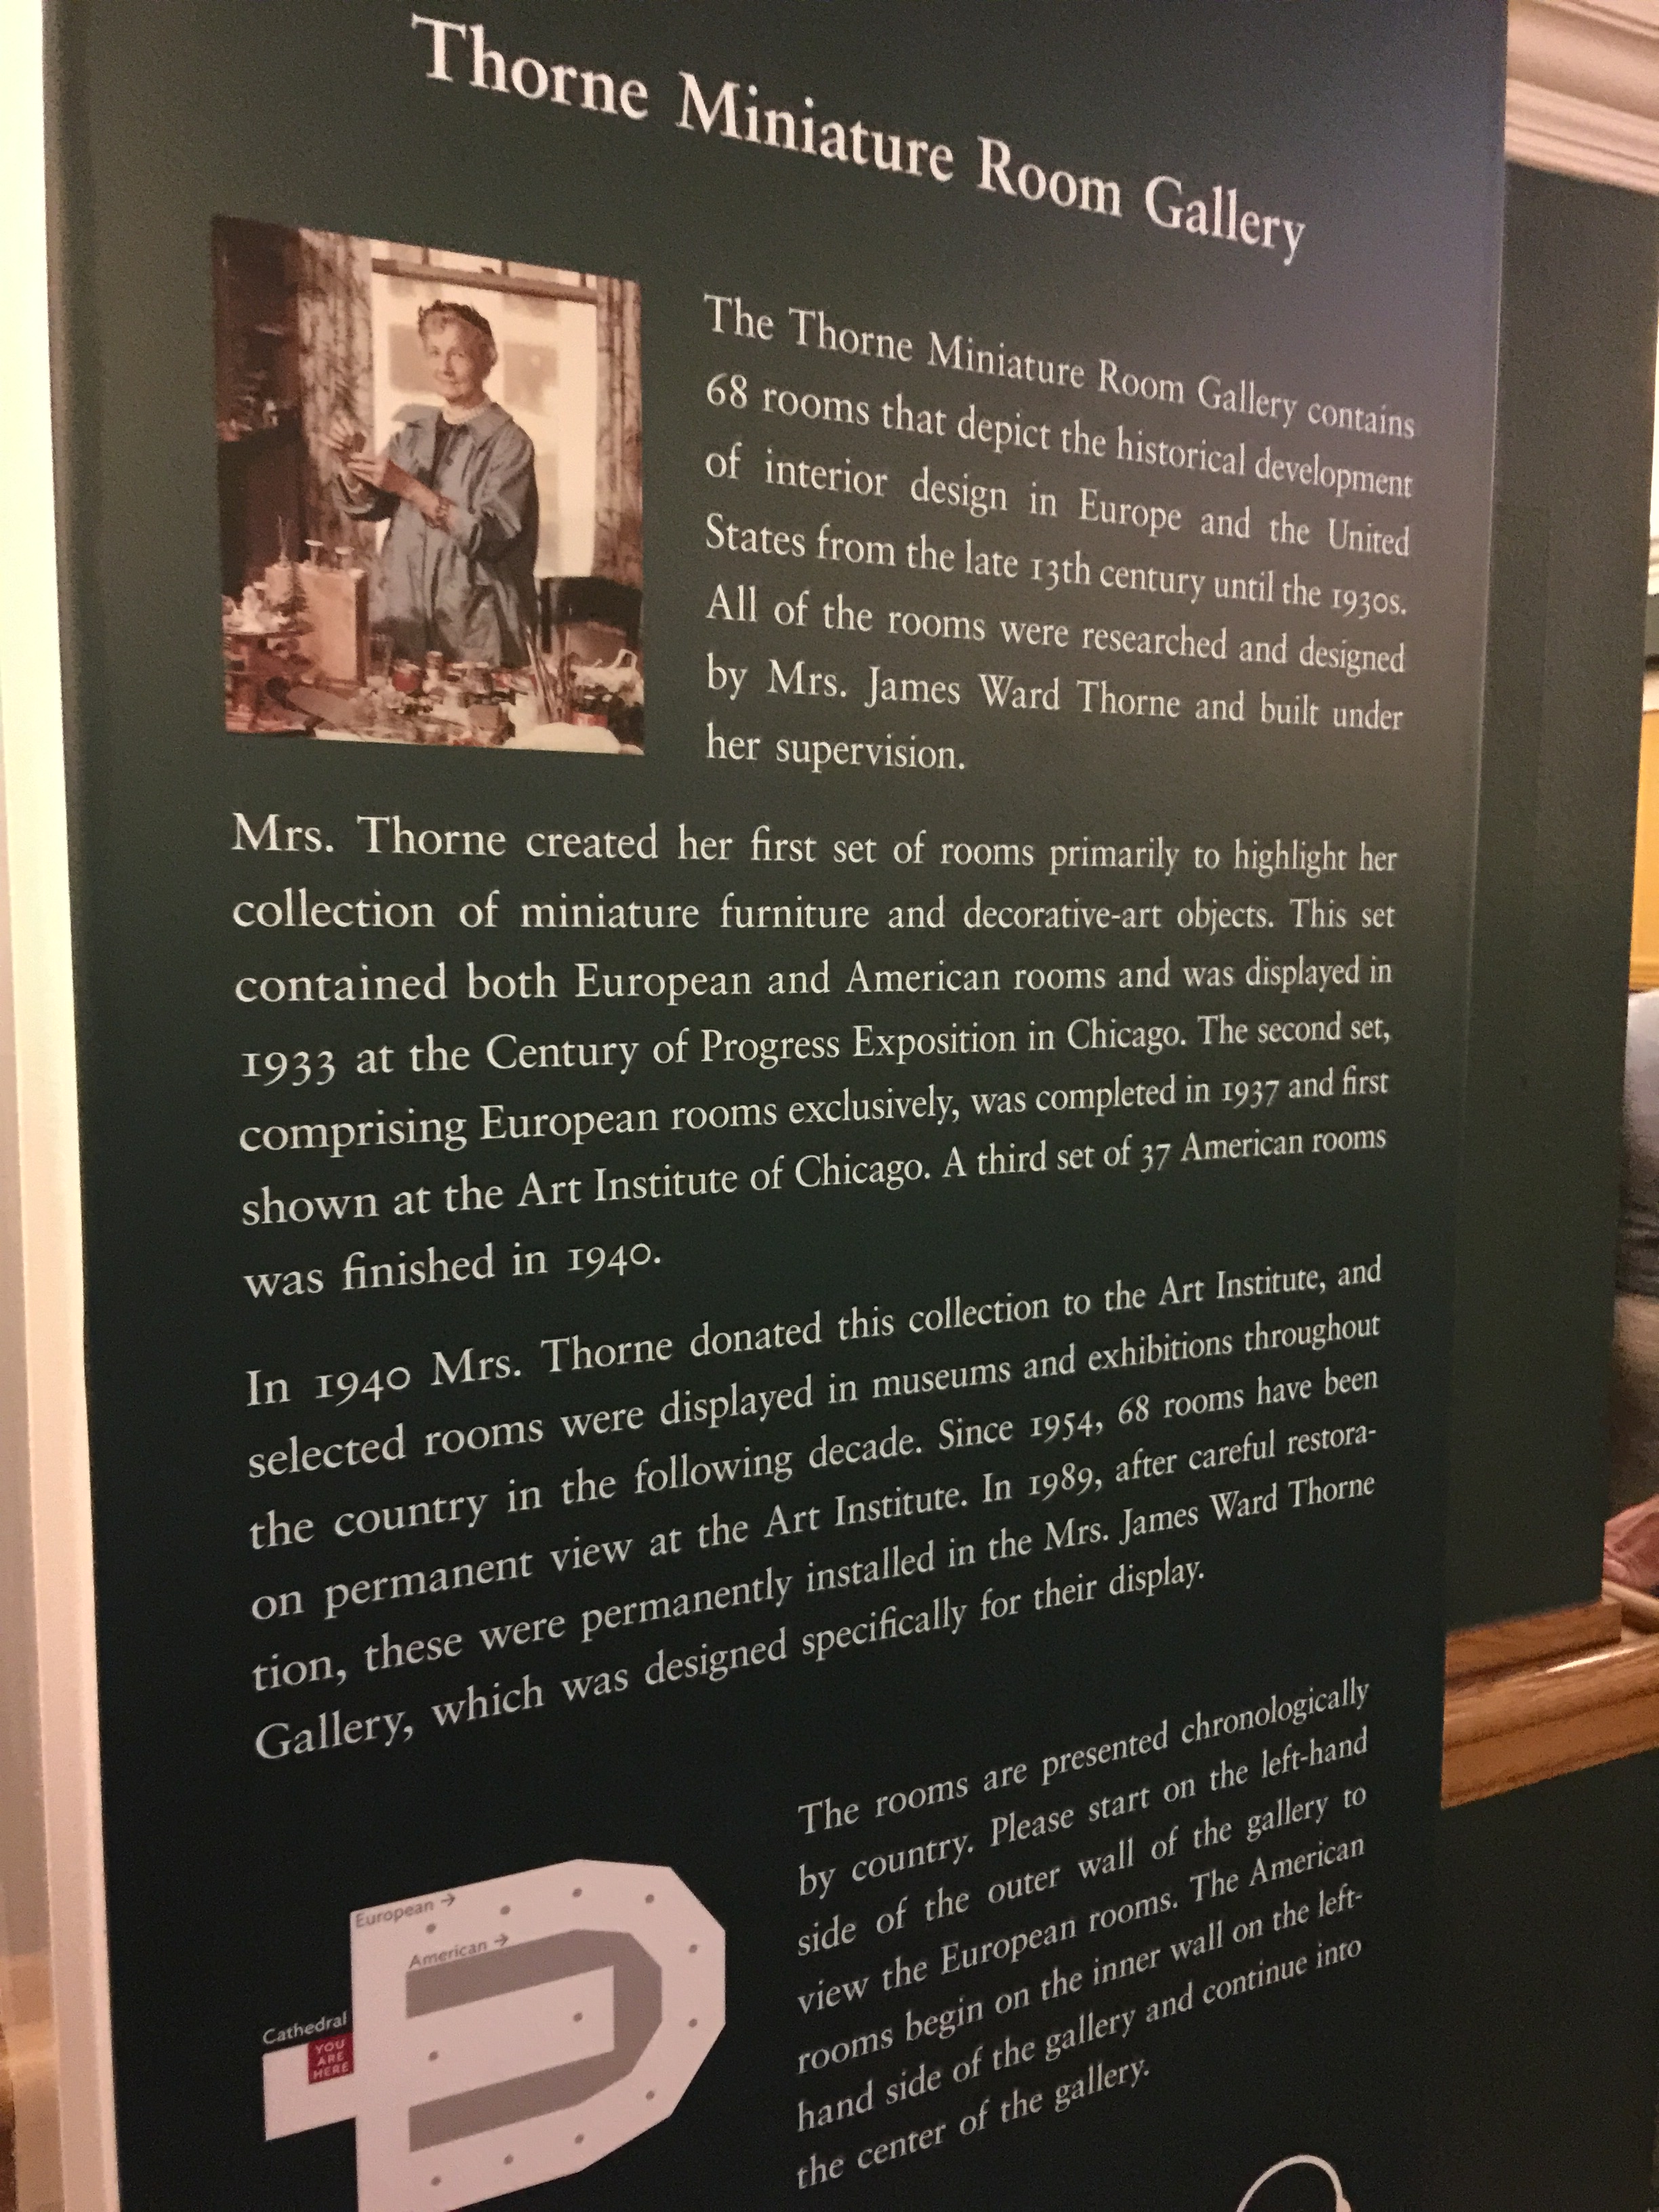 Thorne Miniature Room Gallery
The Thorne Miniature Room Gallery contains
68 rooms that depict the historical development
of interior design in Europe and the United
States from the late 13th century until the 1930s.
All of the rooms were researched and designed
by Mrs. James Ward Thorne and built under
her supervision.
Mrs. Thorne created her first set of rooms primarily to highlight her
collection of miniature furniture and decorative-art objects. This set
contained both European and American rooms and was displayed in
1933 at the Century of Progress Exposition in Chicago. The second set,
comprising European rooms exclusively, was completed in 1937 and first
shown at the Art Institute of Chicago. A third set of 37 American rooms
was finished in 1940.
In 1940 Mrs. Thorne donated this collection to the Art Institute, and
selected rooms were displayed in museums and exhibitions throughout
the country in the following decade. Since 1954, 68 rooms have been
on permanent view at the Art Institute. In 1989, after careful restora-
tion, these were permanently installed in the Mrs. James Ward Thorne
Gallery, which was designed specifically for their display.
The rooms are presented chronologically
by country. Please start on the left-hand
side of the outer wall of the gallery to
view the European rooms. The American
rooms begin on the inner wall on the left-
hand side of the gallery and continue into
the center of the gallery.
European →
American →
Cathedral
YOU
ARE
HERE